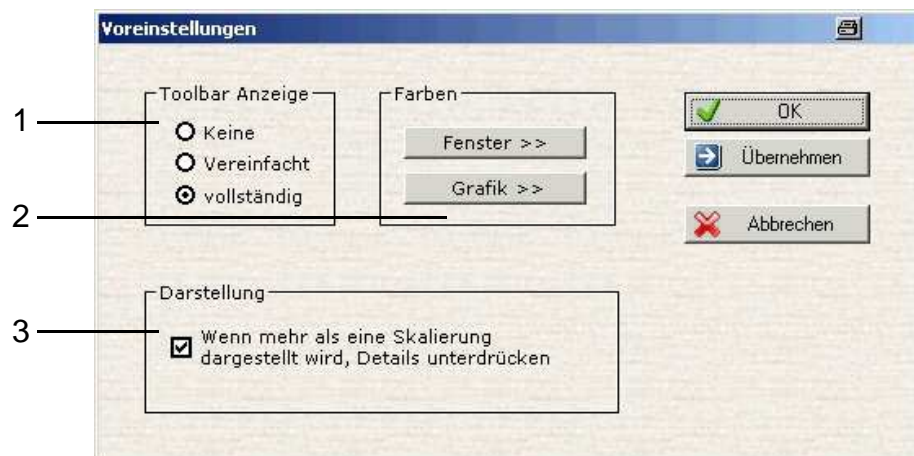 Voreinstellungen
1
Toolbar Anzeige
Keine
Vereinfacht
vollständig
Farben
Fenster >>
Grafik >>
2
OK
Übernehmen
Abbrechen
3
Darstellung
Wenn mehr als eine Skalierung
dargestellt wird, Details unterdrücken